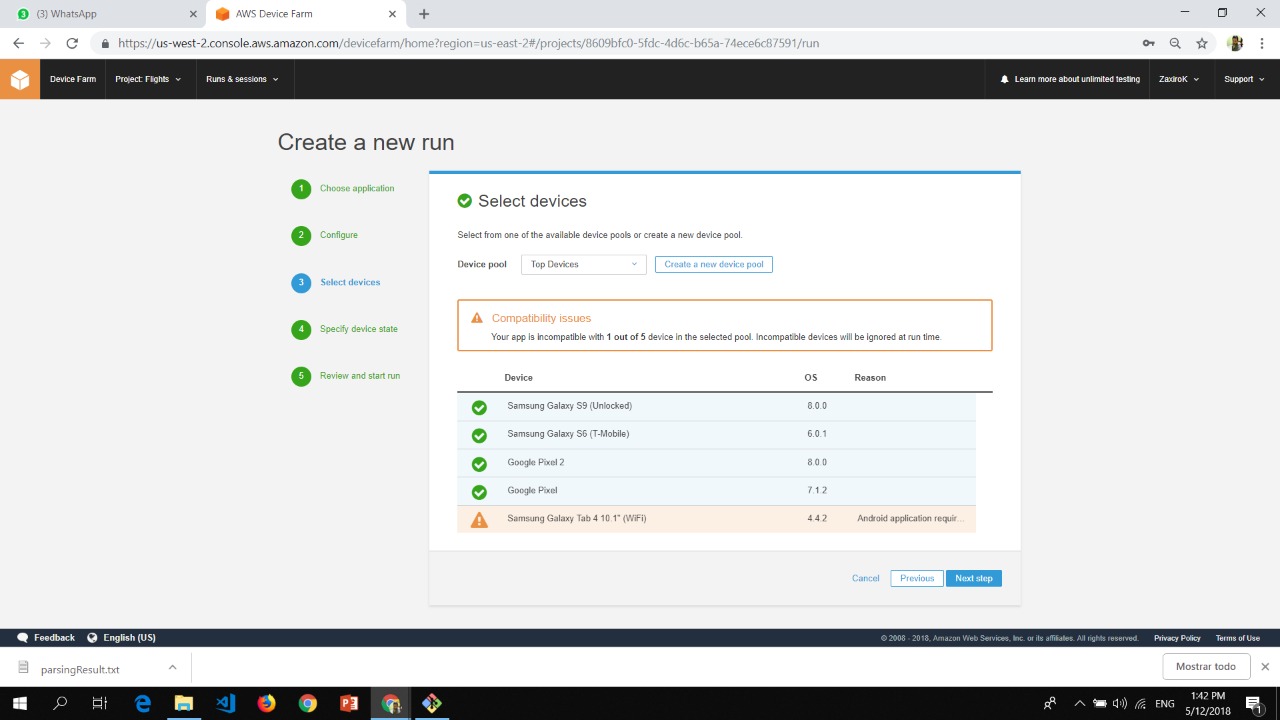 3 (3) WhatsApp
AWS Device Farm
https://us-west-2.console.aws.amazon.com/devicefarm/home?region=us-east-2#/projects/8609bfc0-5fdc-4d6c-b65a-74ece6c87591/run
Device Farm Project: Flights Runs & sessions Learn more about unlimited testing ZaxiroK Support
Create a new run
1 Choose application
2 Configure
3 Select devices
4 Specify device state
5 Review and start run
Select devices
Select from one of the available device pools or create a new device pool.
Device pool Top Devices Create a new device pool
Compatibility issues
Your app is incompatible with 1 out of 5 device in the selected pool. Incompatible devices will be ignored at run time.
Device OS Reason
Samsung Galaxy S9 (Unlocked) 8.0.0
Samsung Galaxy S6 (T-Mobile) 6.0.1
Google Pixel 2 8.0.0
Google Pixel 7.1.2
Samsung Galaxy Tab 4 10.1" (WiFi) 4.4.2 Android application requir...
Cancel Previous Next step
Feedback English (US) © 2008 - 2018, Amazon Web Services, Inc. or its affiliates. All rights reserved. Privacy Policy Terms of Use
parsingResult.txt Mostrar todo
ENG 1:42 PM
5/12/2018 1